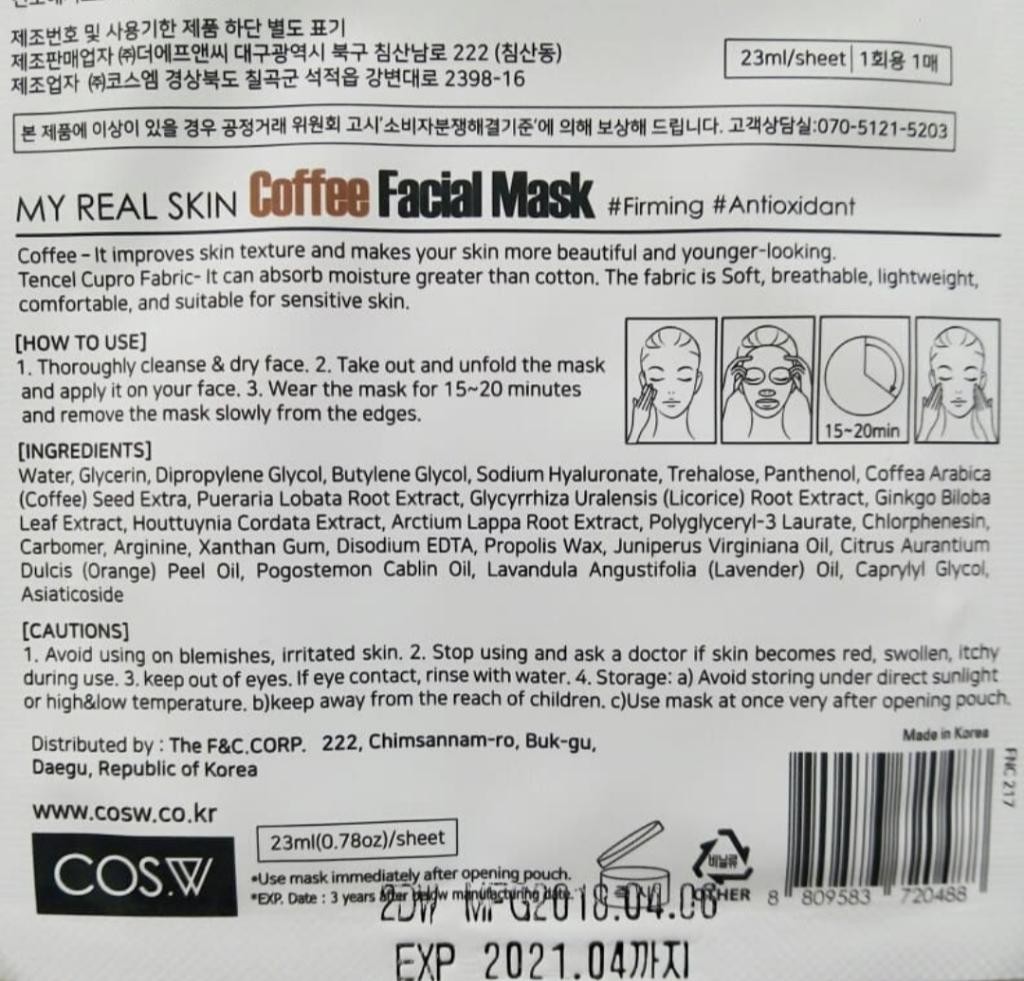 제조번호 및 사용기한 제품 하단 별도 표기
제조판매업자 ㈜더에프앤씨 대구광역시 북구 침산남로 222 (침산동)
제조업자 ㈜코스엠 경상북도 칠곡군 석적읍 강변대로 2398-16
23ml/sheet | 1회용 1매
본 제품에 이상이 있을 경우 공정거래 위원회 고시'소비자분쟁해결기준'에 의해 보상해 드립니다. 고객상담실:070-5121-5203
MY REAL SKIN Coffee Facial Mask #Firming #Antioxidant
Coffee – It improves skin texture and makes your skin more beautiful and younger-looking.
Tencel Cupro Fabric- It can absorb moisture greater than cotton. The fabric is Soft, breathable, lightweight,
comfortable, and suitable for sensitive skin.
[HOW TO USE]
1. Thoroughly cleanse & dry face. 2. Take out and unfold the mask
and apply it on your face. 3. Wear the mask for 15~20 minutes
and remove the mask slowly from the edges.
15~20min
[INGREDIENTS]
Water, Glycerin, Dipropylene Glycol, Butylene Glycol, Sodium Hyaluronate, Trehalose, Panthenol, Coffea Arabica
(Coffee) Seed Extra, Pueraria Lobata Root Extract, Glycyrrhiza Uralensis (Licorice) Root Extract, Ginkgo Biloba
Leaf Extract, Houttuynia Cordata Extract, Arctium Lappa Root Extract, Polyglyceryl-3 Laurate, Chlorphenesin,
Carbomer, Arginine, Xanthan Gum, Disodium EDTA, Propolis Wax, Juniperus Virginiana Oil, Citrus Aurantium
Dulcis (Orange) Peel Oil, Pogostemon Cablin Oil, Lavandula Angustifolia (Lavender) Oil, Caprylyl Glycol,
Asiaticoside
[CAUTIONS]
1. Avoid using on blemishes, irritated skin. 2. Stop using and ask a doctor if skin becomes red, swollen, itchy
during use. 3. keep out of eyes. If eye contact, rinse with water. 4. Storage: a) Avoid storing under direct sunlight
or high&low temperature. b)keep away from the reach of children. c)Use mask at once very after opening pouch.
Distributed by : The F&C.CORP. 222, Chimsannam-ro, Buk-gu,
Daegu, Republic of Korea
Made in Korea
FNC 217
www.cosw.co.kr
COS.W
23ml(0.78oz)/sheet
*Use mask immediately after opening pouch.
*EXP. Date : 3 years after below manufacturing date.
비닐류
OTHER
8 809583 720488
2DW MFG2018.04.06
EXP 2021.04까지